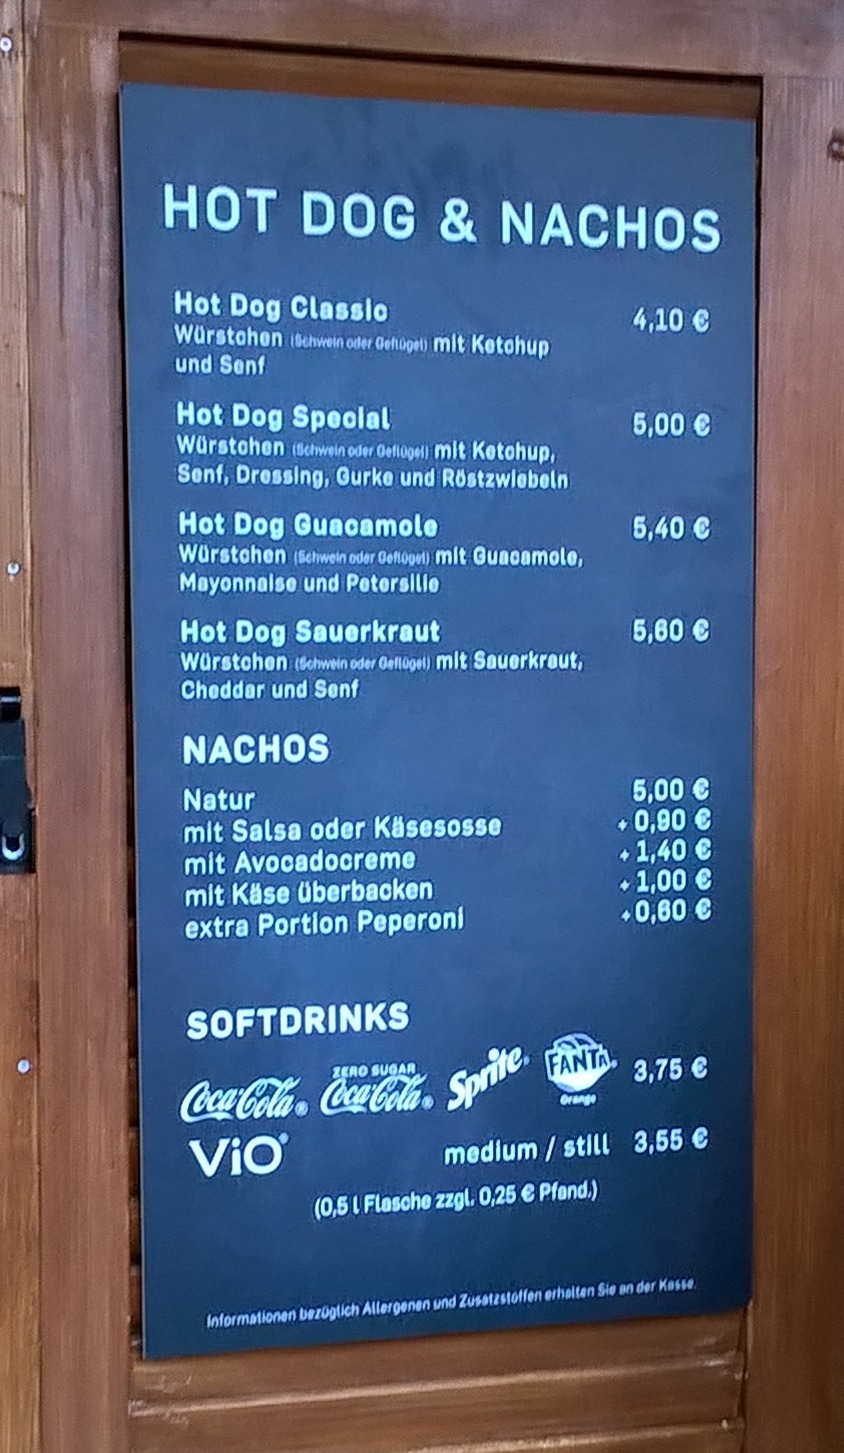 HOT DOG & NACHOS
Hot Dog Classic 4,10 €
Würstchen (Schwein oder Geflügel) mit Ketchup
und Senf
Hot Dog Special 5,00 €
Würstchen (Schwein oder Geflügel) mit Ketchup,
Senf, Dressing, Gurke und Röstzwiebeln
Hot Dog Guacamole 5,40 €
Würstchen (Schwein oder Geflügel) mit Guacamole,
Mayonnaise und Petersilie
Hot Dog Sauerkraut 5,60 €
Würstchen (Schwein oder Geflügel) mit Sauerkraut,
Cheddar und Senf
NACHOS
Natur 5,00 €
mit Salsa oder Käsesosse + 0,90 €
mit Avocadocreme + 1,40 €
mit Käse überbacken + 1,00 €
extra Portion Peperoni + 0,60 €
SOFTDRINKS
Coca-Cola® ZERO SUGAR Coca-Cola® Sprite® FANTA® Orange 3,75 €
ViO® medium / still 3,55 €
(0,5 l Flasche zzgl. 0,25 € Pfand.)
Informationen bezüglich Allergenen und Zusatzstoffen erhalten Sie an der Kasse.